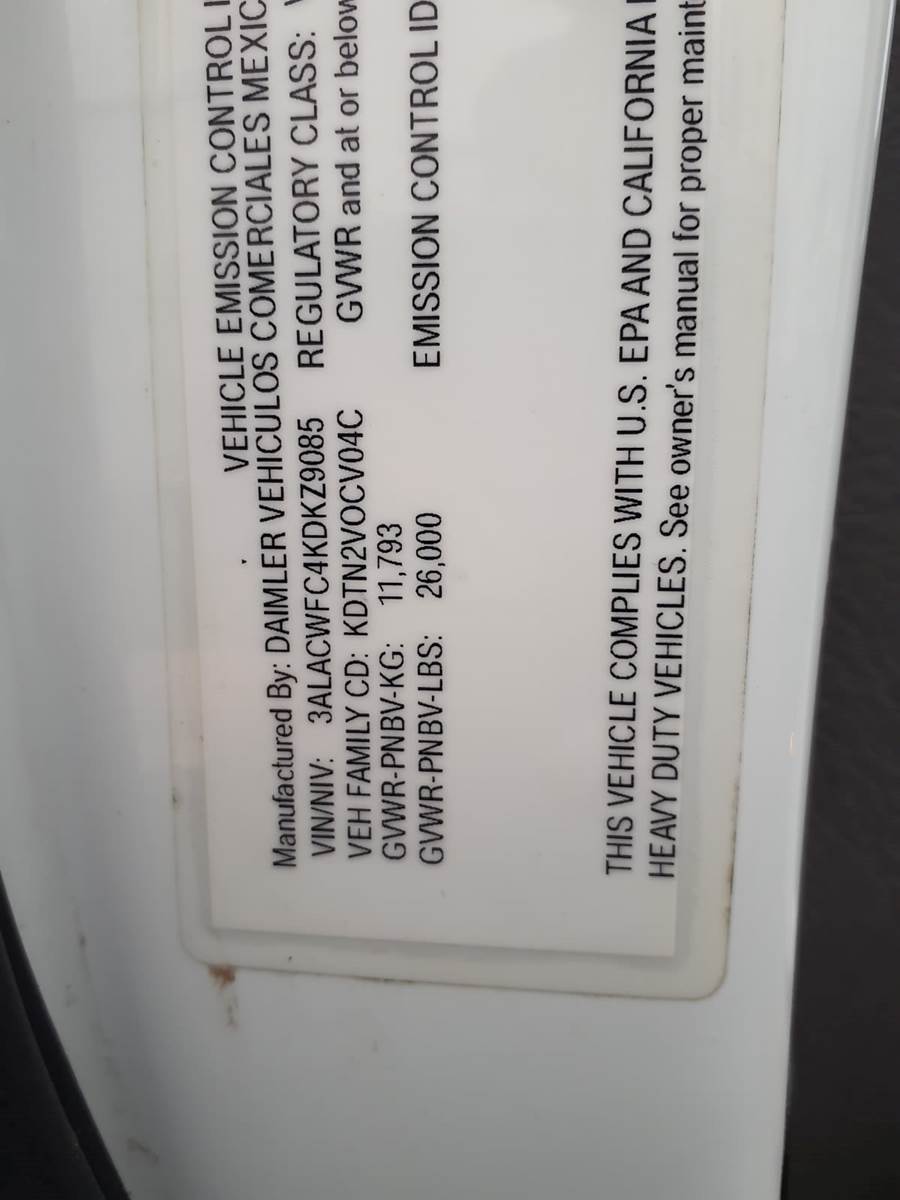 VEHICLE EMISSION CONTROL
Manufactured By: DAIMLER VEHICULOS COMERCIALES MEXIC
VIN/NIV: 3ALACWFC4KDKZ9085 REGULATORY CLASS:
VEH FAMILY CD: KDTN2VOCV04C GVWR and at or below
GVWR-PNBV-KG: 11,793
GVWR-PNBV-LBS: 26,000 EMISSION CONTROL ID
THIS VEHICLE COMPLIES WITH U.S. EPA AND CALIFORNIA
HEAVY DUTY VEHICLES. See owner's manual for proper maint